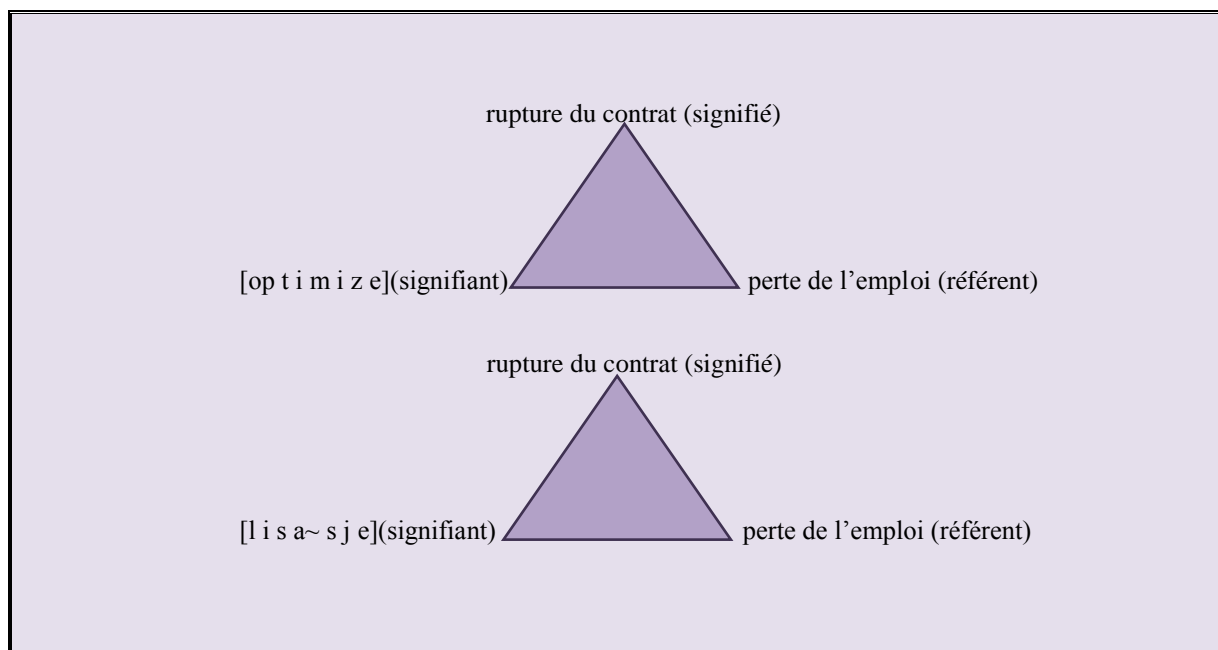 rupture du contrat (signifié)
[op t i m i z e](signifiant) perte de l’emploi (référent)
rupture du contrat (signifié)
[l i s a~ s j e](signifiant) perte de l’emploi (référent)